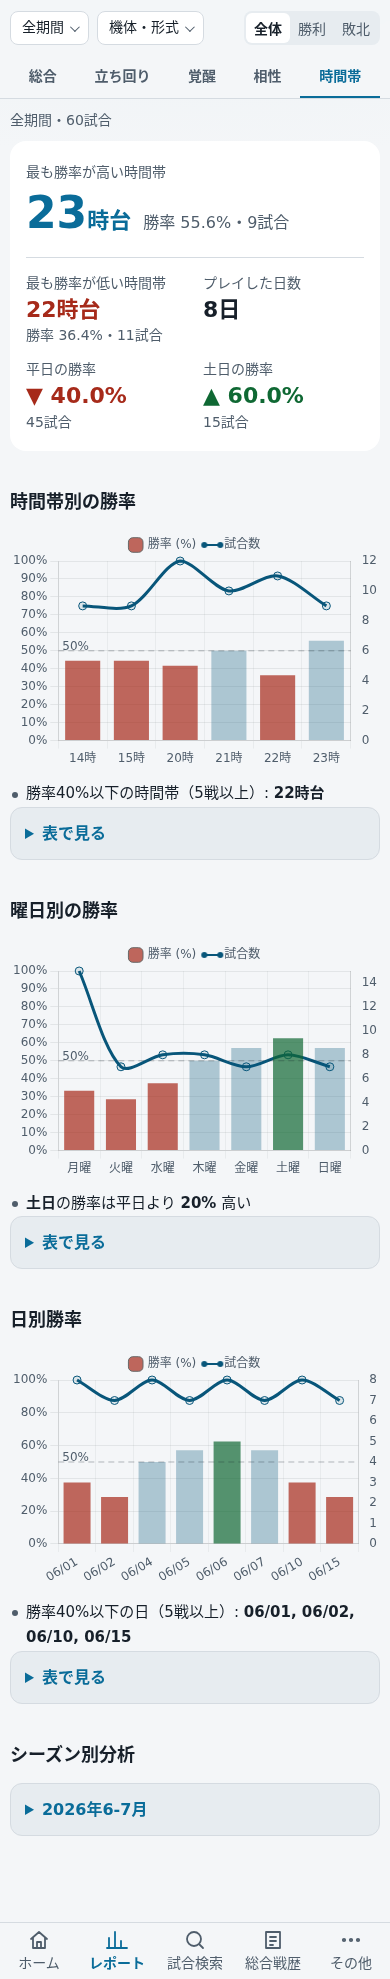 全期間 機体・形式 全体 勝利 敗北
総合 立ち回り 覚醒 相性 時間帯
全期間・60試合
最も勝率が高い時間帯
23時台 勝率 55.6%・9試合
最も勝率が低い時間帯 プレイした日数
22時台 8日
勝率 36.4%・11試合
平日の勝率 土日の勝率
▼ 40.0% ▲ 60.0%
45試合 15試合
時間帯別の勝率
勝率 (%) 試合数
100% 12
90%
80% 10
70%
60% 8
50% 50% 6
40%
30% 4
20%
10% 2
0% 0
14時 15時 20時 21時 22時 23時
• 勝率40%以下の時間帯（5戦以上）: 22時台
▶ 表で見る
曜日別の勝率
勝率 (%) 試合数
100%
90% 14
80% 12
70%
60% 10
50% 50% 8
40% 6
30%
20% 4
10% 2
0% 0
月曜 火曜 水曜 木曜 金曜 土曜 日曜
• 土日の勝率は平日より 20% 高い
▶ 表で見る
日別勝率
勝率 (%) 試合数
100% 8
7
80% 6
60% 5
50% 4
40% 3
20% 2
1
0% 0
06/01 06/02 06/04 06/05 06/06 06/07 06/10 06/15
• 勝率40%以下の日（5戦以上）: 06/01, 06/02,
06/10, 06/15
▶ 表で見る
シーズン別分析
▶ 2026年6-7月
ホーム レポート 試合検索 総合戦歴 その他